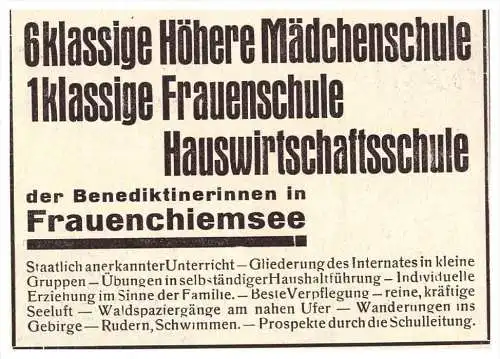 6klassige Höhere Mädchenschule
1klassige Frauenschule
Hauswirtschaftsschule
der Benediktinerinnen in
Frauenchiemsee
Staatlich anerkannter Unterricht – Gliederung des Internates in kleine
Gruppen – Übungen in selbständiger Haushaltführung – Individuelle
Erziehung im Sinne der Familie. – Beste Verpflegung – reine, kräftige
Seeluft – Waldspaziergänge am nahen Ufer – Wanderungen ins
Gebirge – Rudern, Schwimmen. – Prospekte durch die Schulleitung.